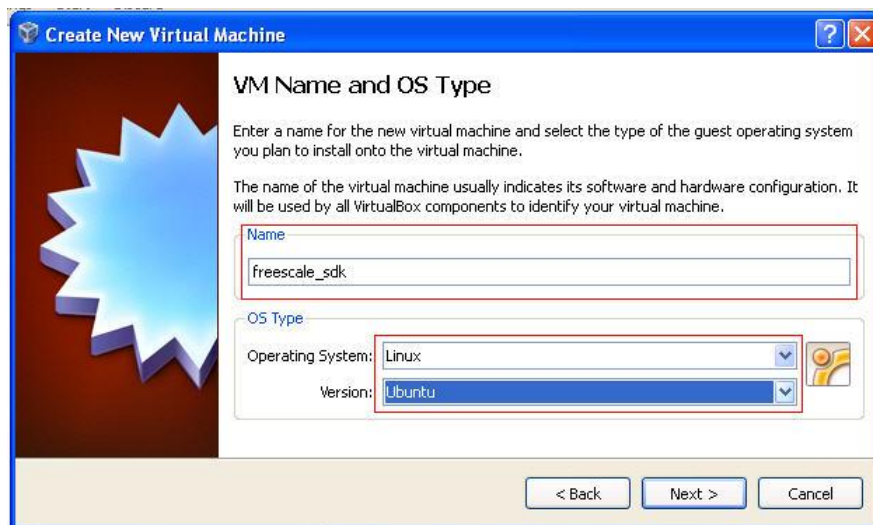 Create New Virtual Machine
VM Name and OS Type
Enter a name for the new virtual machine and select the type of the guest operating system
you plan to install onto the virtual machine.
The name of the virtual machine usually indicates its software and hardware configuration. It
will be used by all VirtualBox components to identify your virtual machine.
Name
freescale_sdk
OS Type
Operating System: Linux
Version: Ubuntu
< Back Next > Cancel